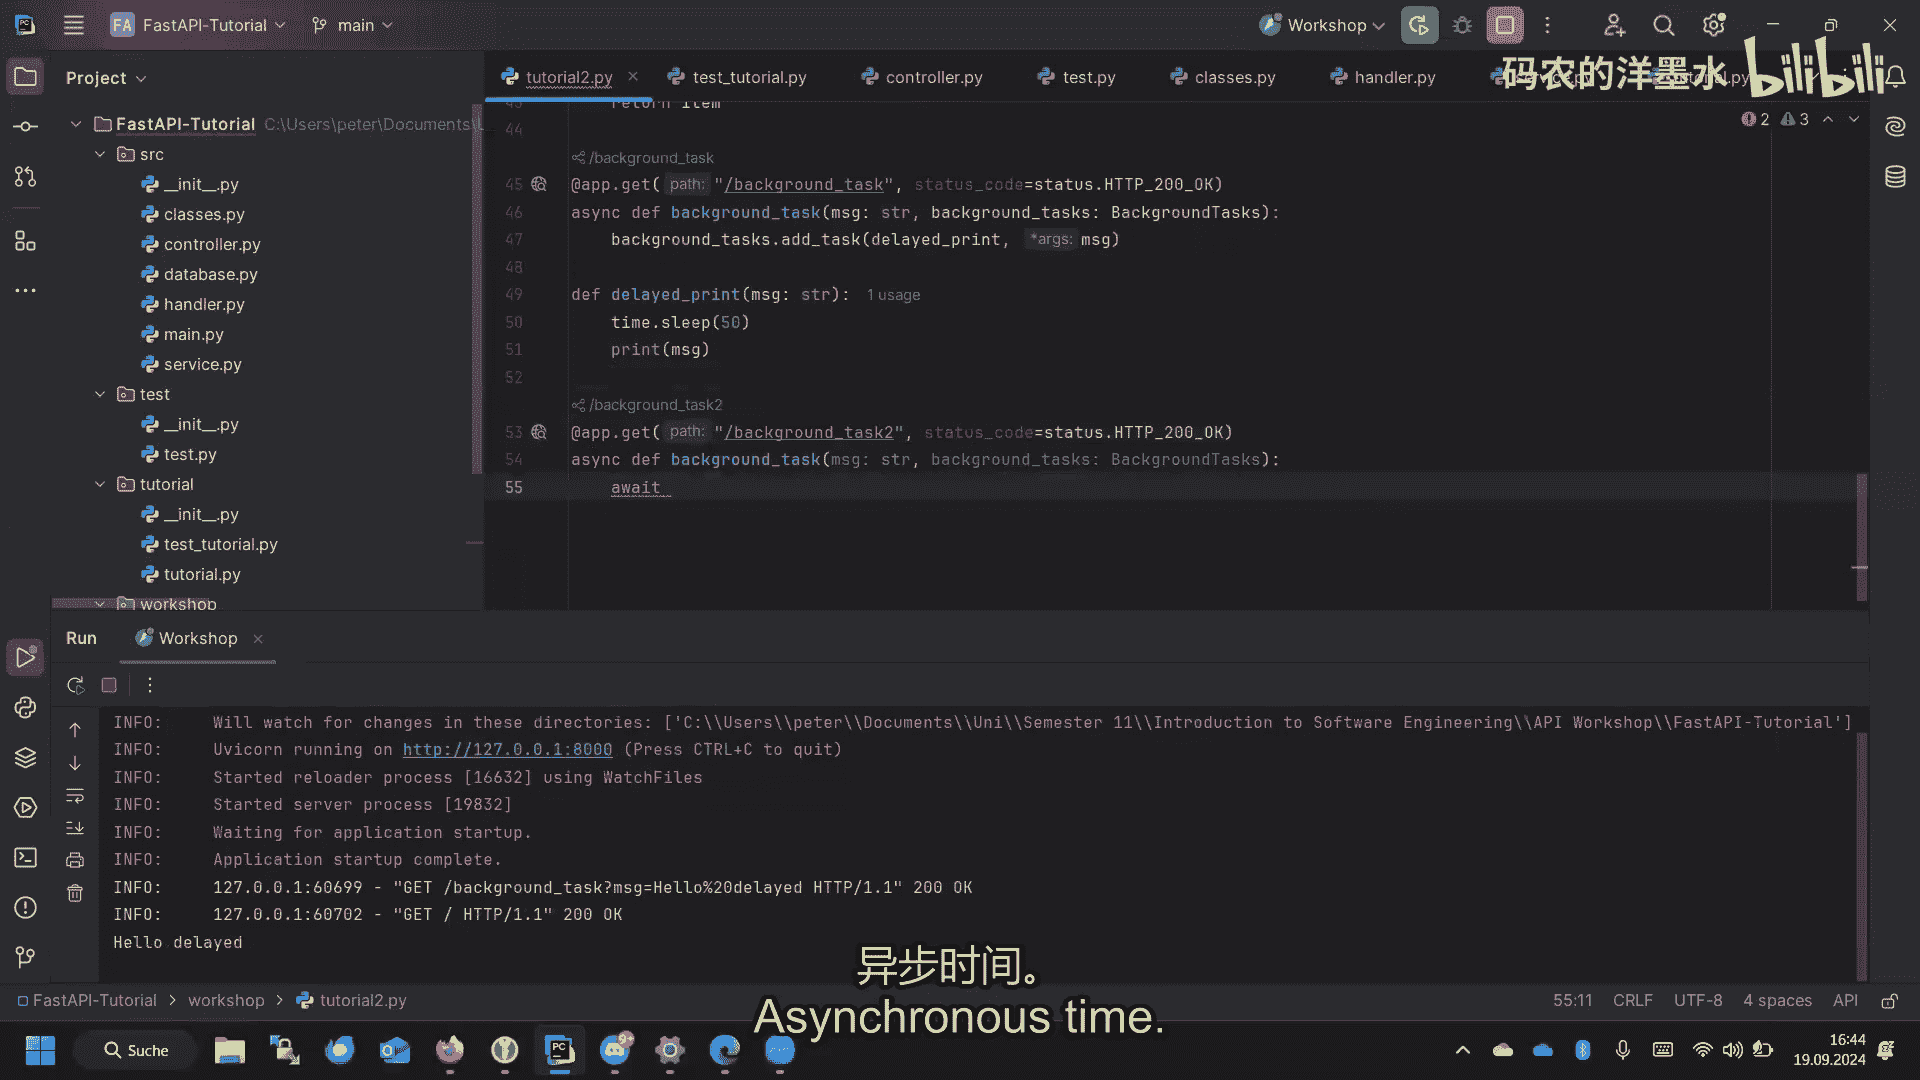 FA FastAPI-Tutorial main Workshop
Project
tutorial2.py test_tutorial.py controller.py test.py classes.py handler.py
码农的洋墨水 bilibili
FastAPI-Tutorial C:\Users\peter\Documents\
src
__init__.py
classes.py
controller.py
database.py
handler.py
main.py
service.py
test
__init__.py
test.py
tutorial
__init__.py
test_tutorial.py
tutorial.py
workshop
2 3
43 return item
44
/background_task
45 @app.get( path: "/background_task", status_code=status.HTTP_200_OK)
46 async def background_task(msg: str, background_tasks: BackgroundTasks):
47 background_tasks.add_task(delayed_print, *args: msg)
48
49 def delayed_print(msg: str): 1 usage
50 time.sleep(50)
51 print(msg)
52
/background_task2
53 @app.get( path: "/background_task2", status_code=status.HTTP_200_OK)
54 async def background_task(msg: str, background_tasks: BackgroundTasks):
55 await
Run Workshop
INFO: Will watch for changes in these directories: ['C:\\Users\\peter\\Documents\\Uni\\Semester 11\\Introduction to Software Engineering\\API Workshop\\FastAPI-Tutorial']
INFO: Uvicorn running on http://127.0.0.1:8000 (Press CTRL+C to quit)
INFO: Started reloader process [16632] using WatchFiles
INFO: Started server process [19832]
INFO: Waiting for application startup.
INFO: Application startup complete.
INFO: 127.0.0.1:60699 - "GET /background_task?msg=Hello%20delayed HTTP/1.1" 200 OK
INFO: 127.0.0.1:60702 - "GET / HTTP/1.1" 200 OK
Hello delayed
异步时间。
Asynchronous time.
FastAPI-Tutorial > workshop > tutorial2.py 55:11 CRLF UTF-8 4 spaces API
Suche
16:44
19.09.2024